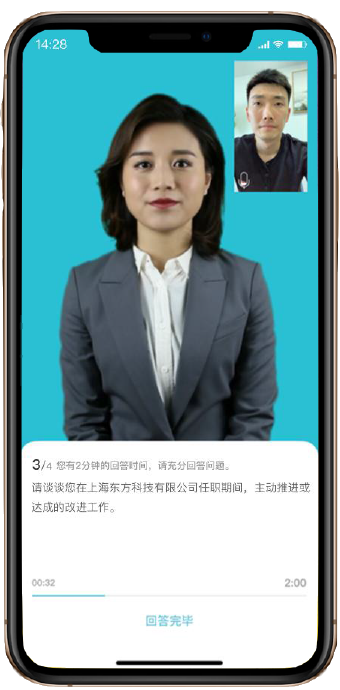 14:28
3/4 您有2分钟的回答时间，请充分回答问题。
请谈谈您在上海东方科技有限公司任职期间，主动推进或
达成的改进工作。
00:32 2:00
回答完毕